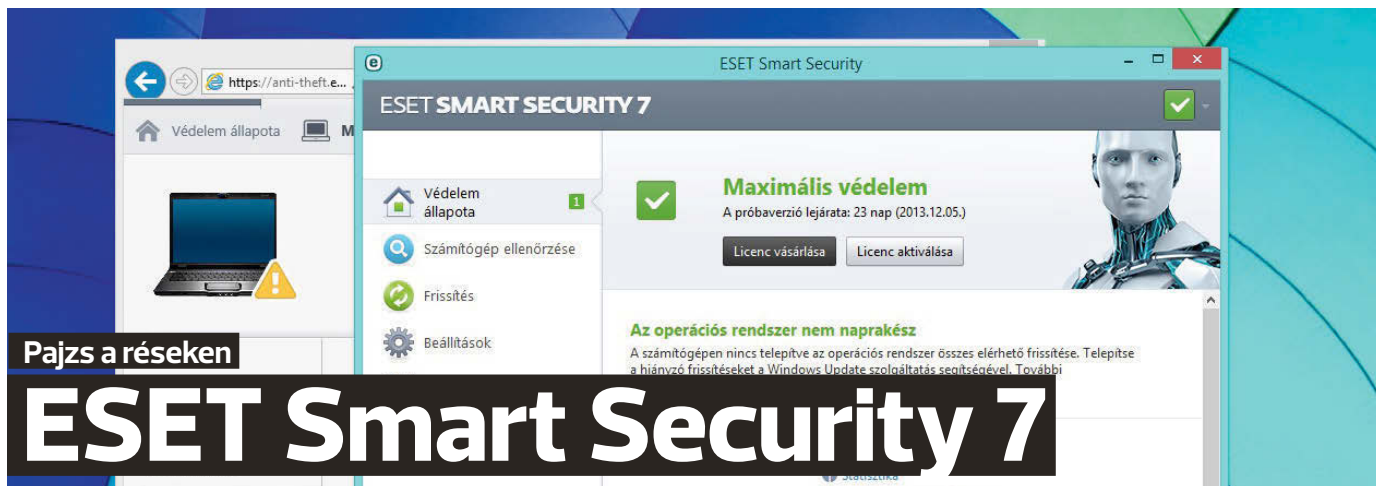 https://anti-theft.e...
Védelem állapota
M
ESET Smart Security
ESET SMART SECURITY 7
Védelem
állapota
1
Számítógép ellenőrzése
Frissítés
Beállítások
Maximális védelem
A próbaverzió lejárata: 23 nap (2013.12.05.)
Licenc vásárlása
Licenc aktiválása
Az operációs rendszer nem naprakész
A számítógépen nincs telepítve az operációs rendszer összes elérhető frissítése. Telepítse
a hiányzó frissítéseket a Windows Update szolgáltatás segítségével. További
Statisztika
Pajzs a réseken
ESET Smart Security 7